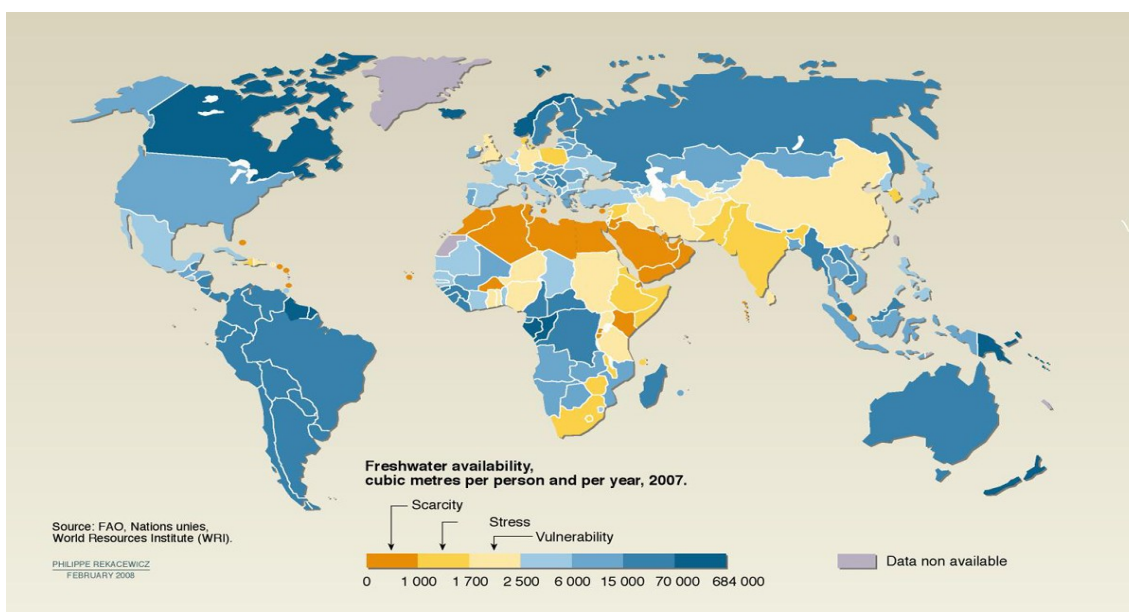 Freshwater availability,
cubic metres per person and per year, 2007.
Scarcity
Stress
Vulnerability
0 1 000 1 700 2 500 6 000 15 000 70 000 684 000
Data non available
Source: FAO, Nations unies,
World Resources Institute (WRI).
PHILIPPE REKACEWICZ
FEBRUARY 2008